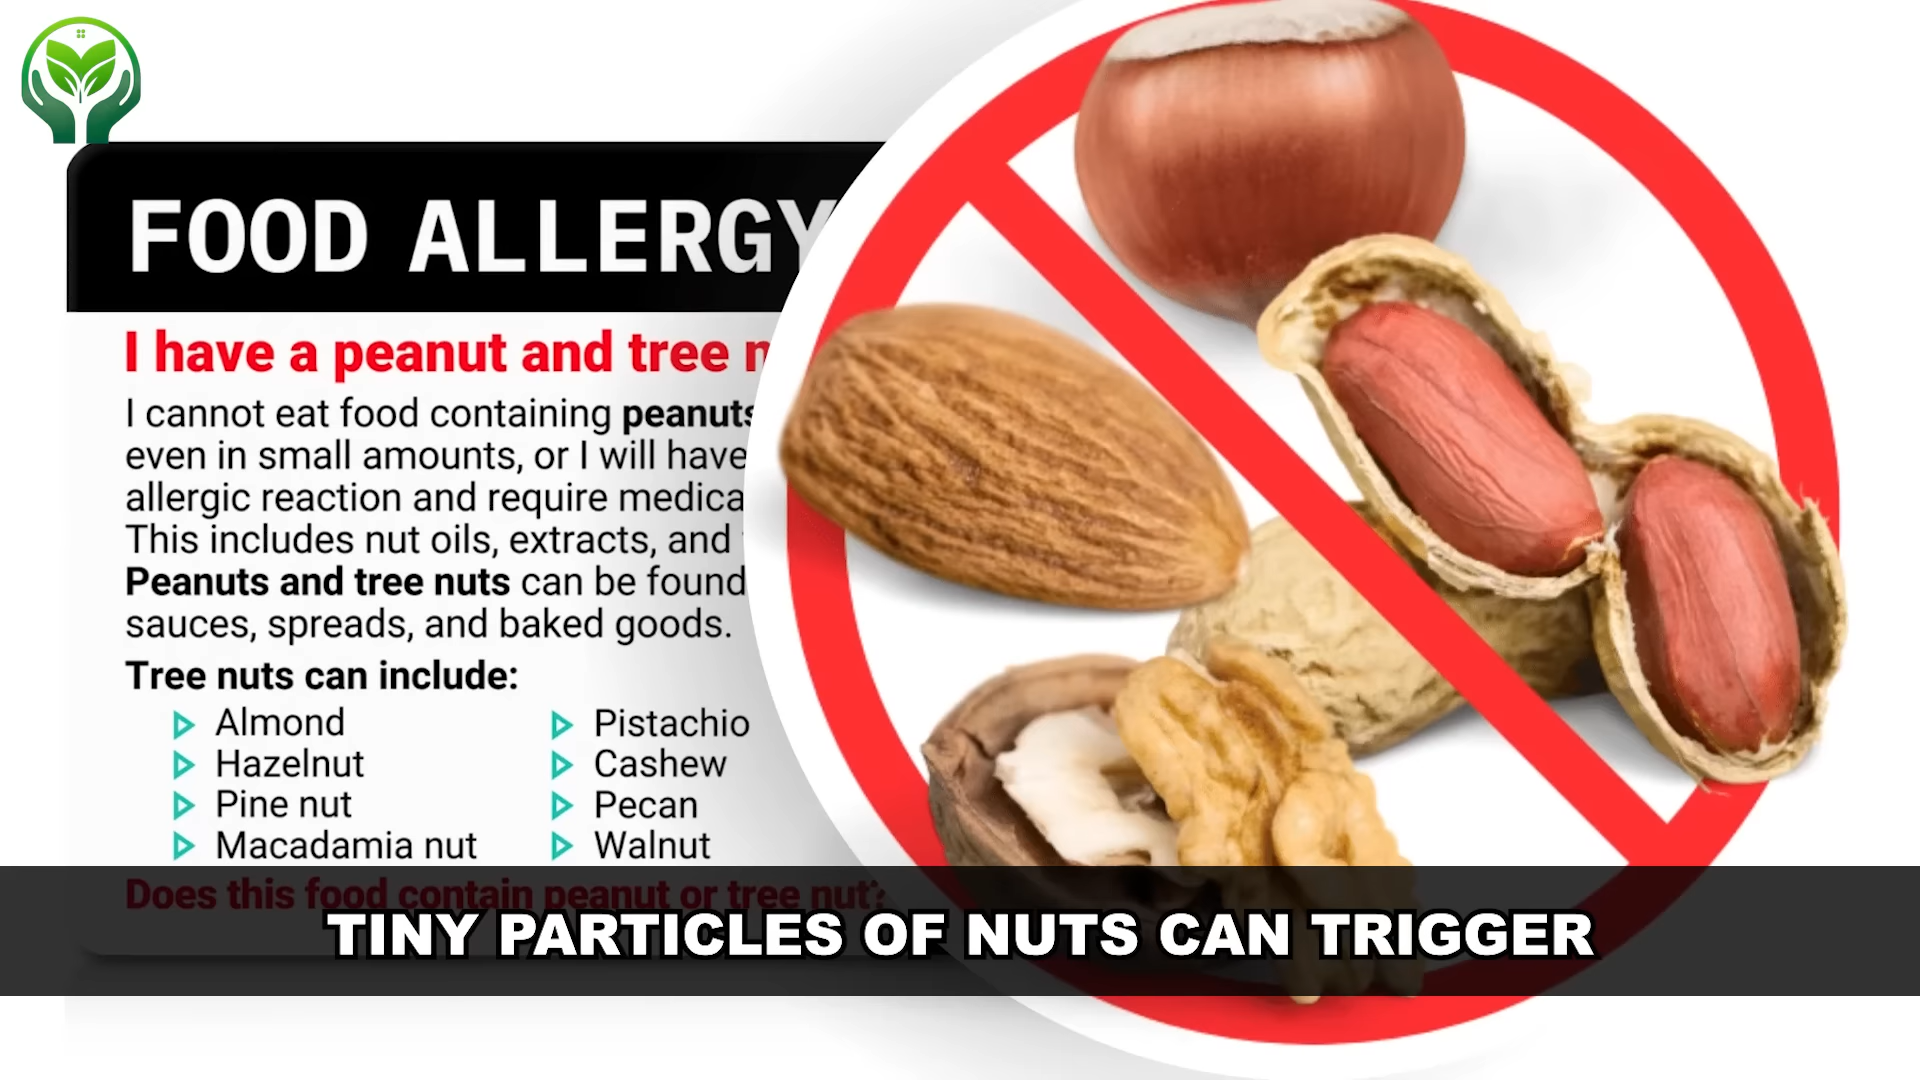 FOOD ALLERGY
I have a peanut and tree
I cannot eat food containing peanuts
even in small amounts, or I will have
allergic reaction and require
This includes nut oils, extracts, and
Peanuts and tree nuts can be found
sauces, spreads, and baked goods.
Tree nuts can include:
Almond
Hazelnut
Pine nut
Macadamia nut
Pistachio
Cashew
Pecan
Walnut
Does this food contain peanut or tree nut?
TINY PARTICLES OF NUTS CAN TRIGGER